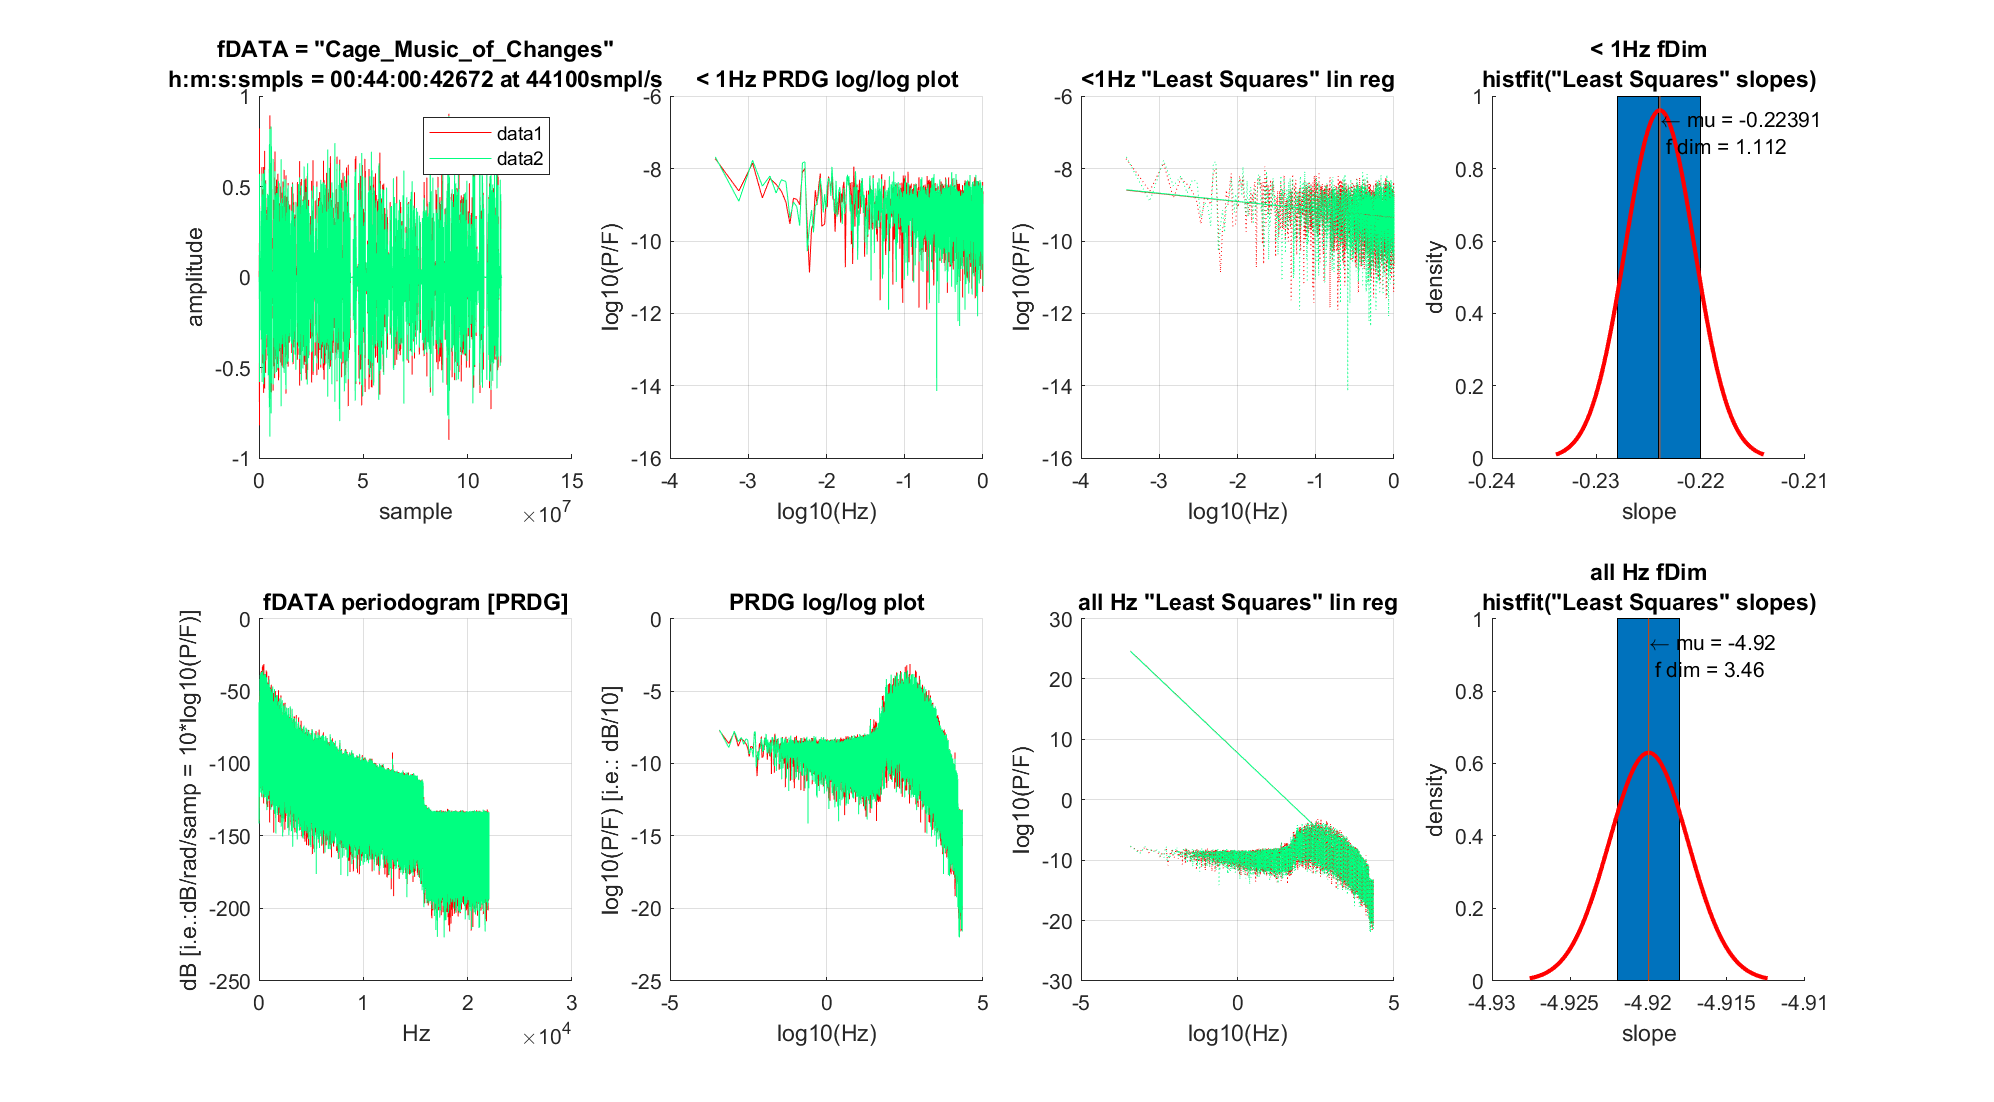 fDATA = "Cage_Music_of_Changes"
h:m:s:smpls = 00:44:00:42672 at 44100smpl/s
1
0.5
0
-0.5
-1
amplitude
data1
data2
0
5
10
15
sample
×10^7
< 1Hz PRDG log/log plot
-6
-8
-10
-12
-14
-16
log10(P/F)
-4
-3
-2
-1
0
log10(Hz)
<1Hz "Least Squares" lin reg
-6
-8
-10
-12
-14
-16
log10(P/F)
-4
-3
-2
-1
0
log10(Hz)
< 1Hz fDim
histfit("Least Squares" slopes)
1
0.8
0.6
0.4
0.2
0
density
← mu = -0.22391
f dim = 1.112
-0.24
-0.23
-0.22
-0.21
slope
fDATA periodogram [PRDG]
0
-50
-100
-150
-200
-250
dB [i.e.:dB/rad/samp = 10*log10(P/F)]
0
1
2
3
Hz
×10^4
PRDG log/log plot
0
-5
-10
-15
-20
-25
log10(P/F) [i.e.: dB/10]
-5
0
5
log10(Hz)
all Hz "Least Squares" lin reg
30
20
10
0
-10
-20
-30
log10(P/F)
-5
0
5
log10(Hz)
all Hz fDim
histfit("Least Squares" slopes)
1
0.8
0.6
0.4
0.2
0
density
← mu = -4.92
f dim = 3.46
-4.93
-4.925
-4.92
-4.915
-4.91
slope